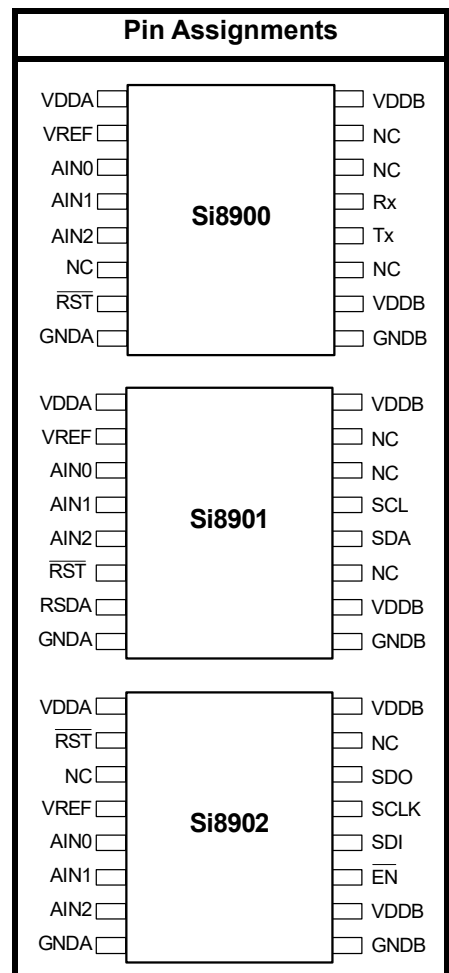 Pin Assignments
VDDA VDDB
VREF NC
AIN0 NC
AIN1 Rx
Si8900
AIN2 Tx
NC NC
RST VDDB
GNDA GNDB
VDDA VDDB
VREF NC
AIN0 NC
AIN1 SCL
Si8901
AIN2 SDA
RST NC
RSDA VDDB
GNDA GNDB
VDDA VDDB
RST NC
NC SDO
VREF SCLK
Si8902
AIN0 SDI
AIN1 EN
AIN2 VDDB
GNDA GNDB